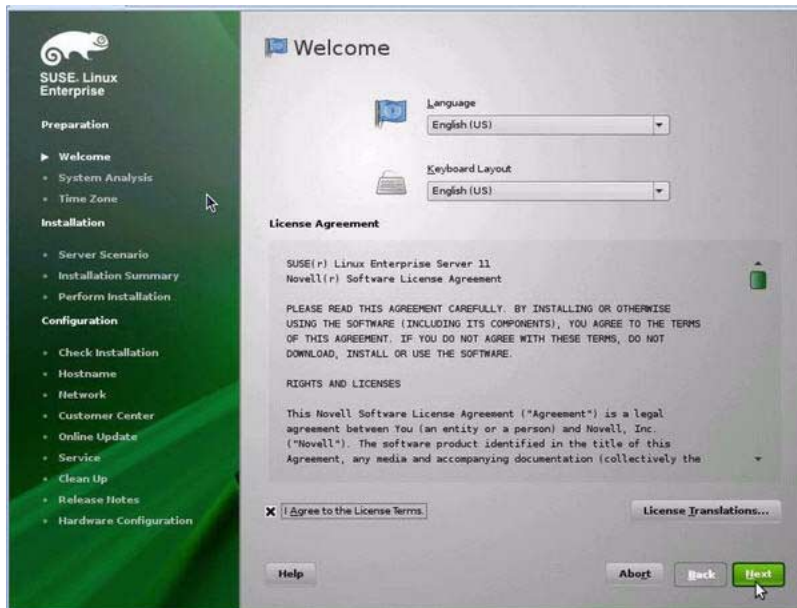 SUSE. Linux
Enterprise
Preparation
Welcome
System Analysis
Time Zone
Installation
Server Scenario
Installation Summary
Perform Installation
Configuration
Check Installation
Hostname
Network
Customer Center
Online Update
Service
Clean Up
Release Notes
Hardware Configuration
Welcome
Language
English (US)
Keyboard Layout
English (US)
License Agreement
SUSE(r) Linux Enterprise Server 11
Novell(r) Software License Agreement
PLEASE READ THIS AGREEMENT CAREFULLY. BY INSTALLING OR OTHERWISE
USING THE SOFTWARE (INCLUDING ITS COMPONENTS), YOU AGREE TO THE TERMS
OF THIS AGREEMENT. IF YOU DO NOT AGREE WITH THESE TERMS, DO NOT
DOWNLOAD, INSTALL OR USE THE SOFTWARE.
RIGHTS AND LICENSES
This Novell Software License Agreement ("Agreement") is a legal
agreement between You (an entity or a person) and Novell, Inc.
("Novell"). The software product identified in the title of this
Agreement, any media and accompanying documentation (collectively the
I Agree to the License Terms.
License Translations...
Help
Abort
Back
Next